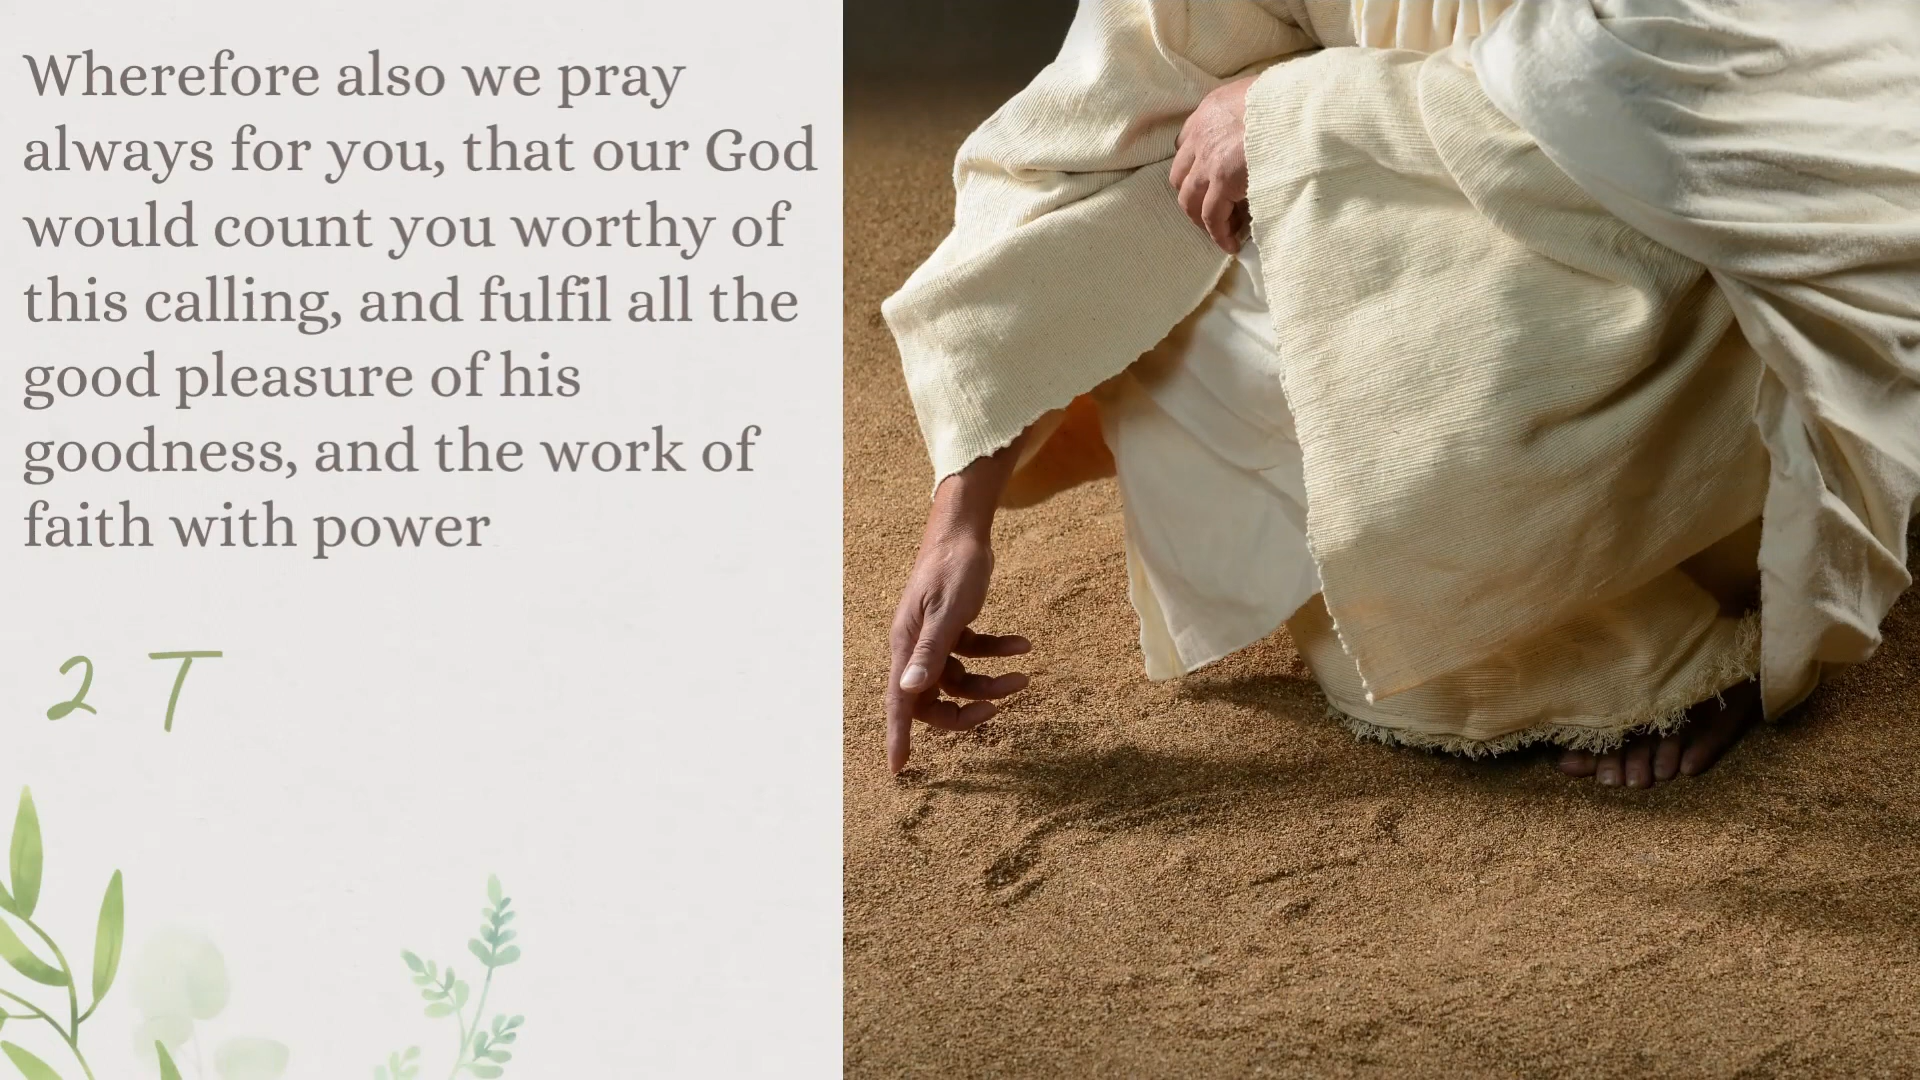 Wherefore also we pray
always for you, that our God
would count you worthy of
this calling, and fulfil all the
good pleasure of his
goodness, and the work of
faith with power
2 T